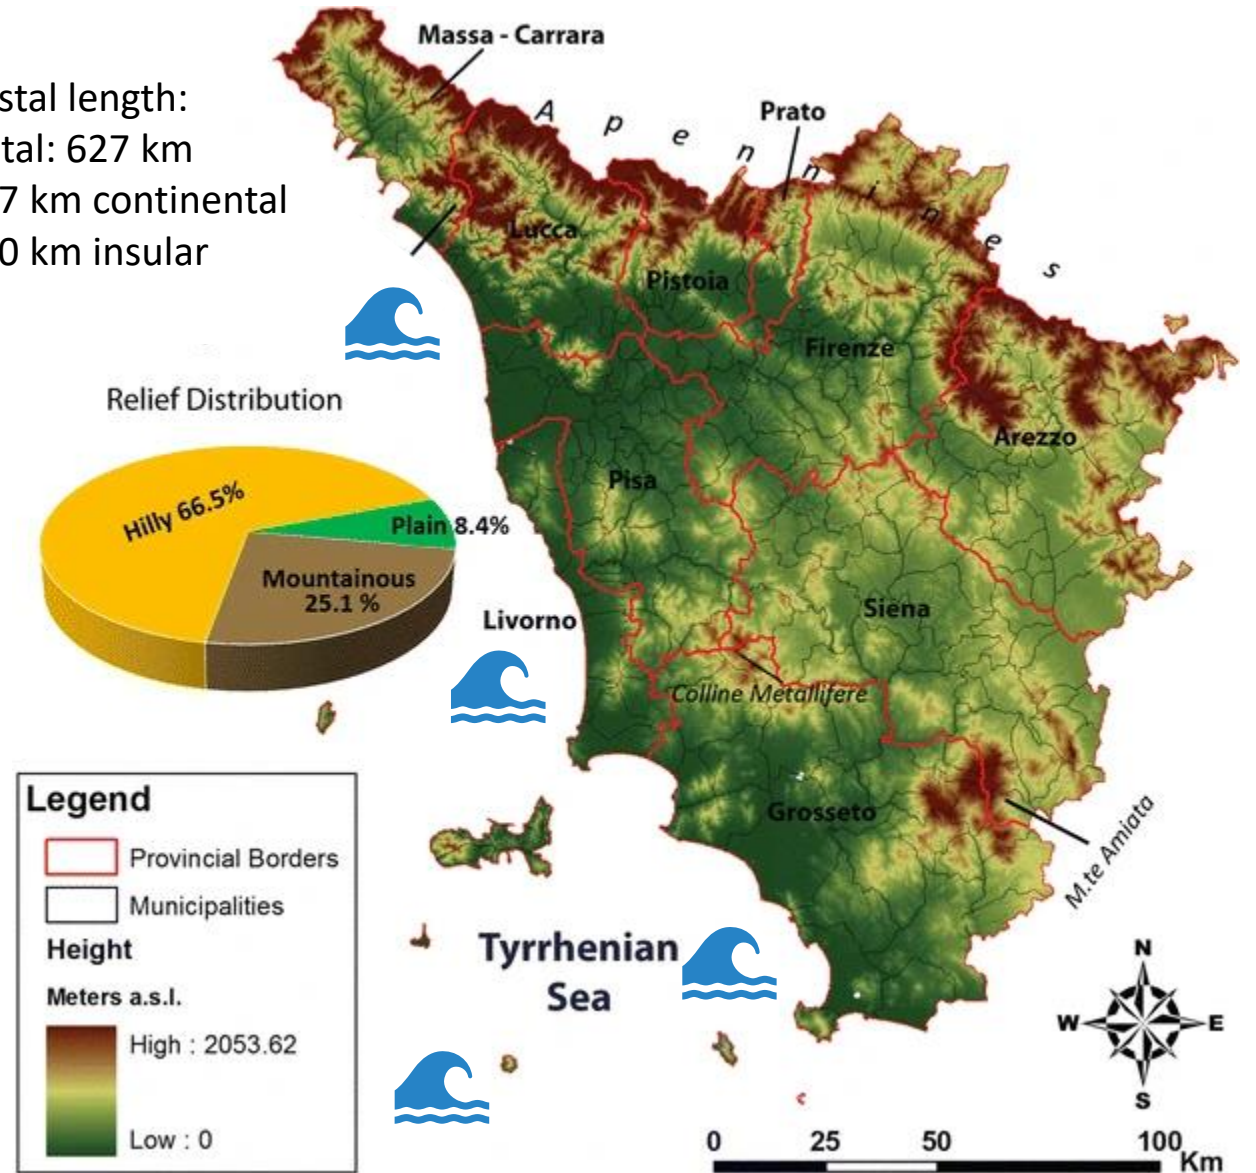 stal length:
tal: 627 km
7 km continental
0 km insular
Massa - Carrara
Apennines
Prato
Lucca
Pistoia
Firenze
Arezzo
Relief Distribution
Hilly 66.5%
Plain 8.4%
Mountainous
25.1 %
Pisa
Livorno
Siena
Colline Metallifere
Grosseto
M.te Amiata
Tyrrhenian
Sea
Legend
Provincial Borders
Municipalities
Height
Meters a.s.l.
High : 2053.62
Low : 0
N
W E
S
0 25 50 100
Km